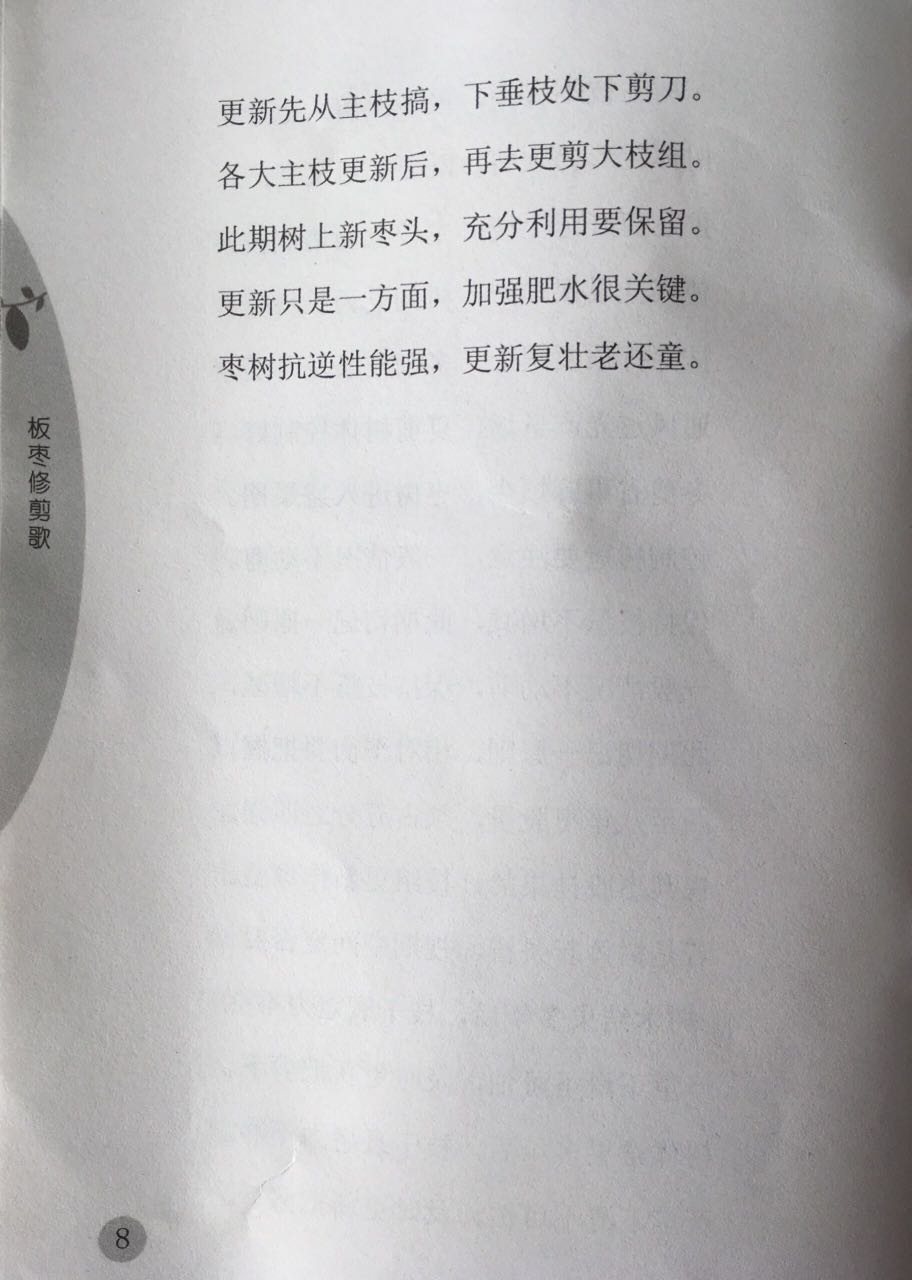 更新先从主枝搞，下垂枝处下剪刀。
各大主枝更新后，再去更剪大枝组。
此期树上新枣头，充分利用要保留。
更新只是一方面，加强肥水很关键。
枣树抗逆性能强，更新复壮老还童。
板枣修剪歌
8